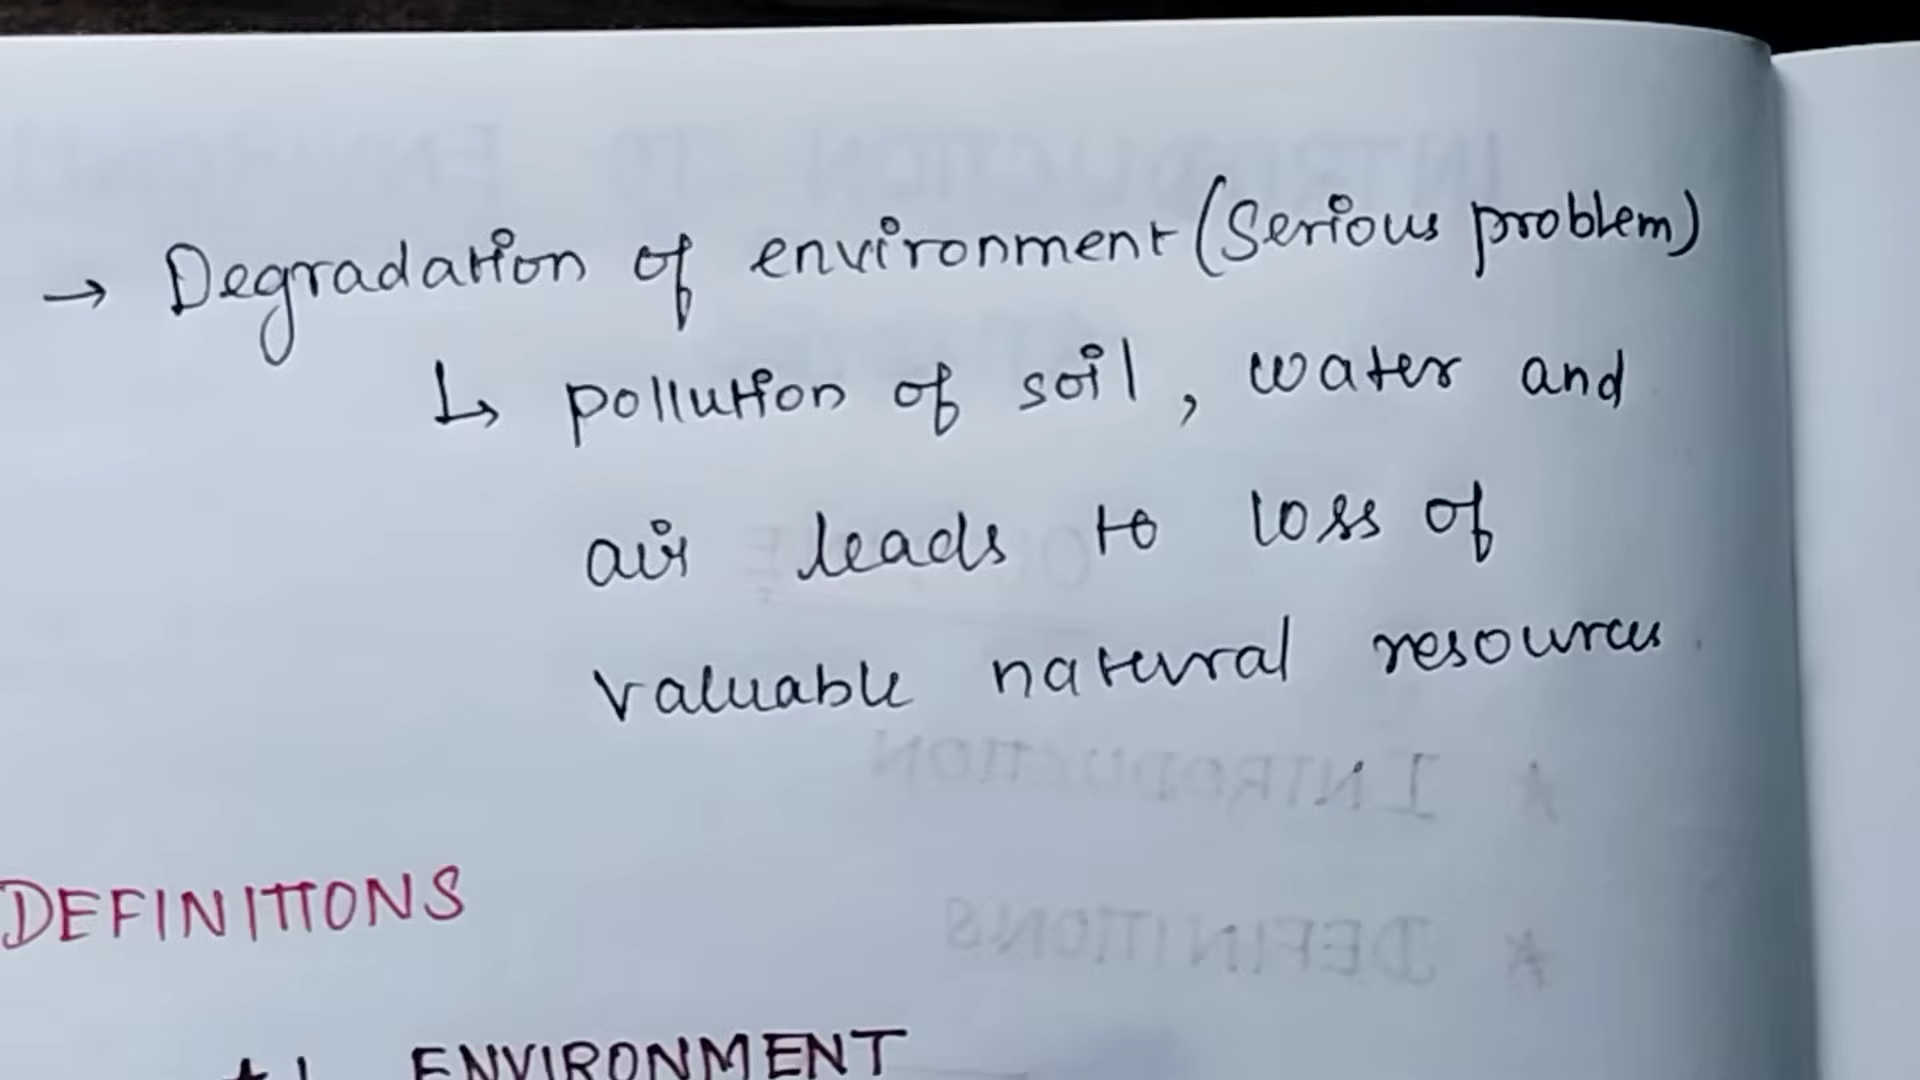 → Degradation of environment (Serious problem)
↳ pollution of soil, water and
air leads to loss of
valuable natural resources.
DEFINITIONS
★1 ENVIRONMENT